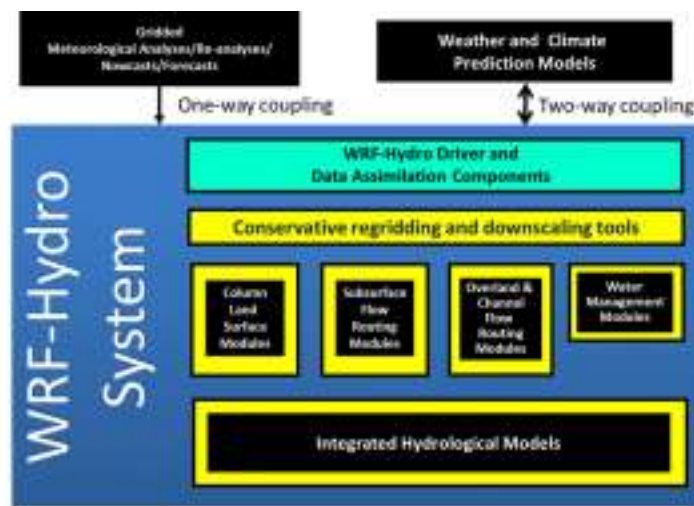 Gridded
Meteorological Analyses/Re-analyses/
Nowcasts/Forecasts
Weather and Climate
Prediction Models
One-way coupling
Two-way coupling
WRF-Hydro
System
WRF-Hydro Driver and
Data Assimilation Components
Conservative regridding and downscaling tools
Column
Land
Surface
Modules
Subsurface
Flow
Routing
Modules
Overland &
Channel
Flow
Routing
Modules
Water
Management
Modules
Integrated Hydrological Models